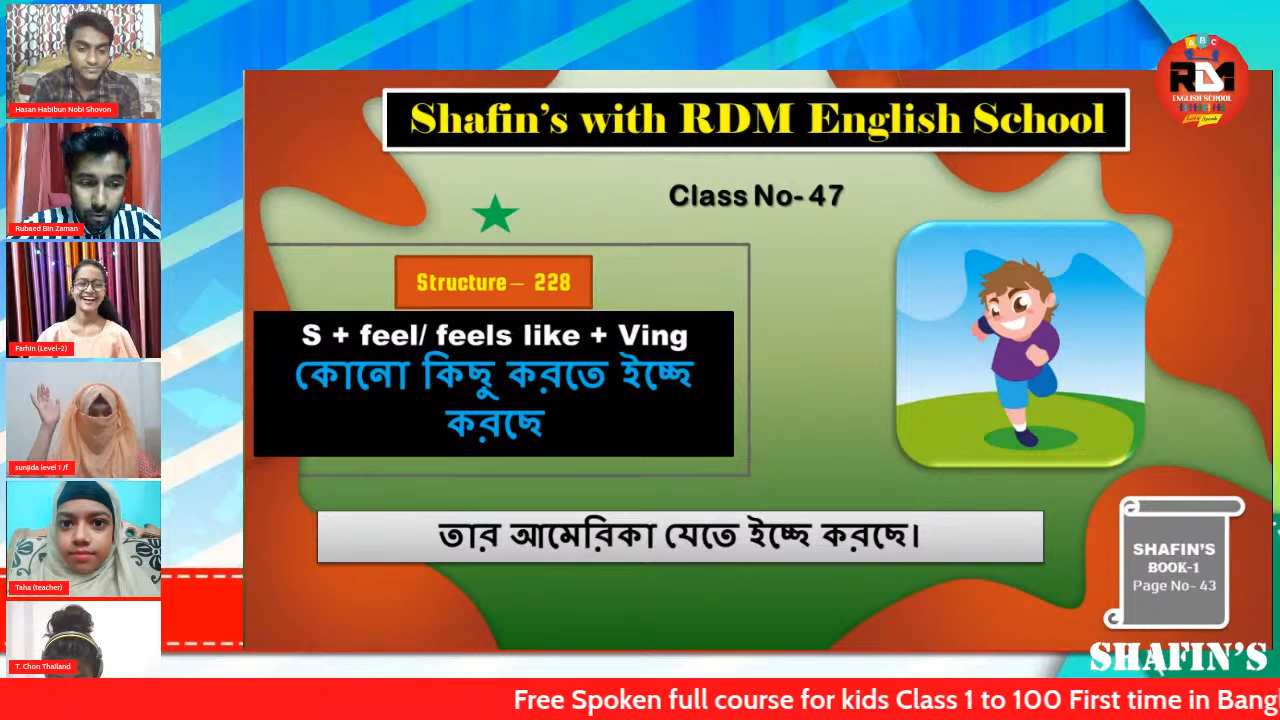 Hasan Habibun Nobi Shovon
Rubaed Bin Zaman
Farhin (Level-2)
sunjida level 1 /f
Taha (teacher)
T. Chon Thailand
ABC
RDM
ENGLISH SCHOOL
Let's Speak
Shafin's with RDM English School
Class No- 47
Structure – 228
S + feel/ feels like + Ving
কোনো কিছু করতে ইচ্ছে
করছে
তার আমেরিকা যেতে ইচ্ছে করছে।
SHAFIN'S
BOOK-1
Page No- 43
SHAFIN'S
Free Spoken full course for kids Class 1 to 100 First time in Bang